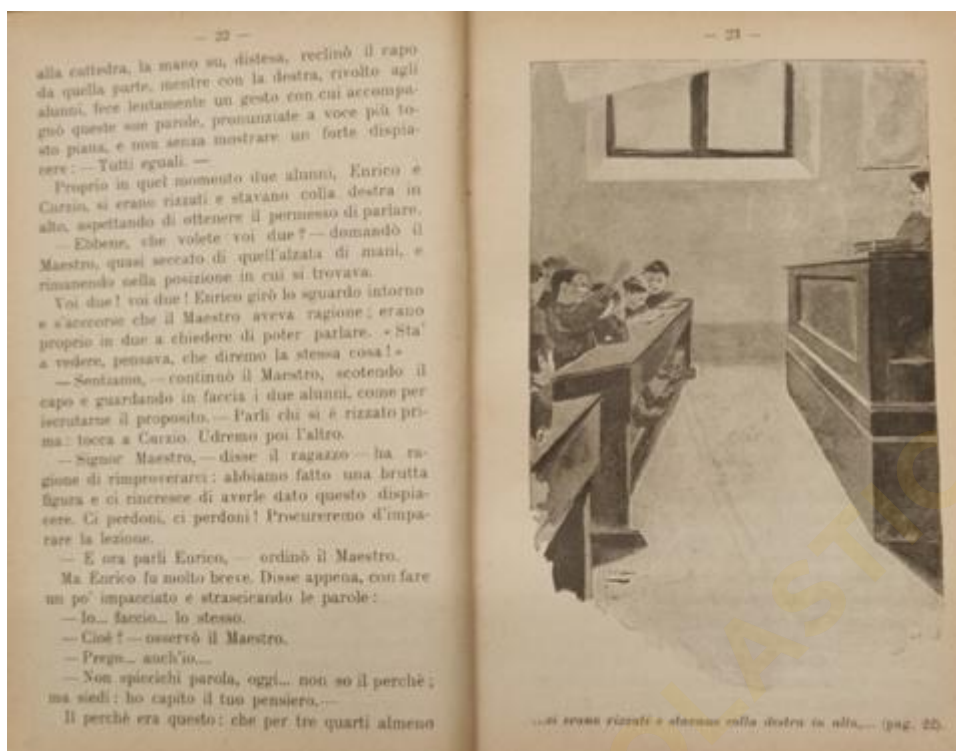 — 22 —
alla cattedra, la mano su, distesa, reclinò il capo
da quella parte, mentre con la destra, rivolto agli
alunni, fece lentamente un gesto con cui accompa-
gnò queste sue parole, pronunziate a voce più to-
sto piana, e non senza mostrare un forte dispia-
cere: — Tutti eguali. —
Proprio in quel momento due alunni, Enrico e
Curzio, si erano rizzati e stavano colla destra in
alto, aspettando di ottenere il permesso di parlare.
— Ebbene, che volete voi due? — domandò il
Maestro, quasi seccato di quell'alzata di mani, e
rimanendo nella posizione in cui si trovava.
Voi due! voi due! Enrico girò lo sguardo intorno
e s'accorse che il Maestro aveva ragione; erano
proprio in due a chiedere di poter parlare. « Sta'
a vedere, pensava, che diremo la stessa cosa! »
— Sentiamo, — continuò il Maestro, scotendo il
capo e guardando in faccia i due alunni, come per
iscrutarne il proposito. — Parli chi si è rizzato pri-
ma: tocca a Curzio. Udremo poi l'altro.
— Signor Maestro, — disse il ragazzo — ha ra-
gione di rimproverarci: abbiamo fatto una brutta
figura e ci rincresce di averle dato questo dispia-
cere. Ci perdoni, ci perdoni! Procureremo d'impa-
rare la lezione.
— E ora parli Enrico, — ordinò il Maestro.
Ma Enrico fu molto breve. Disse appena, con fare
un po' impacciato e strascicando le parole:
— Io... faccio... lo stesso.
— Cioè? — osservò il Maestro.
— Prego... anch'io....
— Non spiccichi parola, oggi... non so il perchè;
ma siedi: ho capito il tuo pensiero. —
Il perchè era questo: che per tre quarti almeno
— 23 —
...si erano rizzati e stavano colla destra in alto,... (pag. 22).